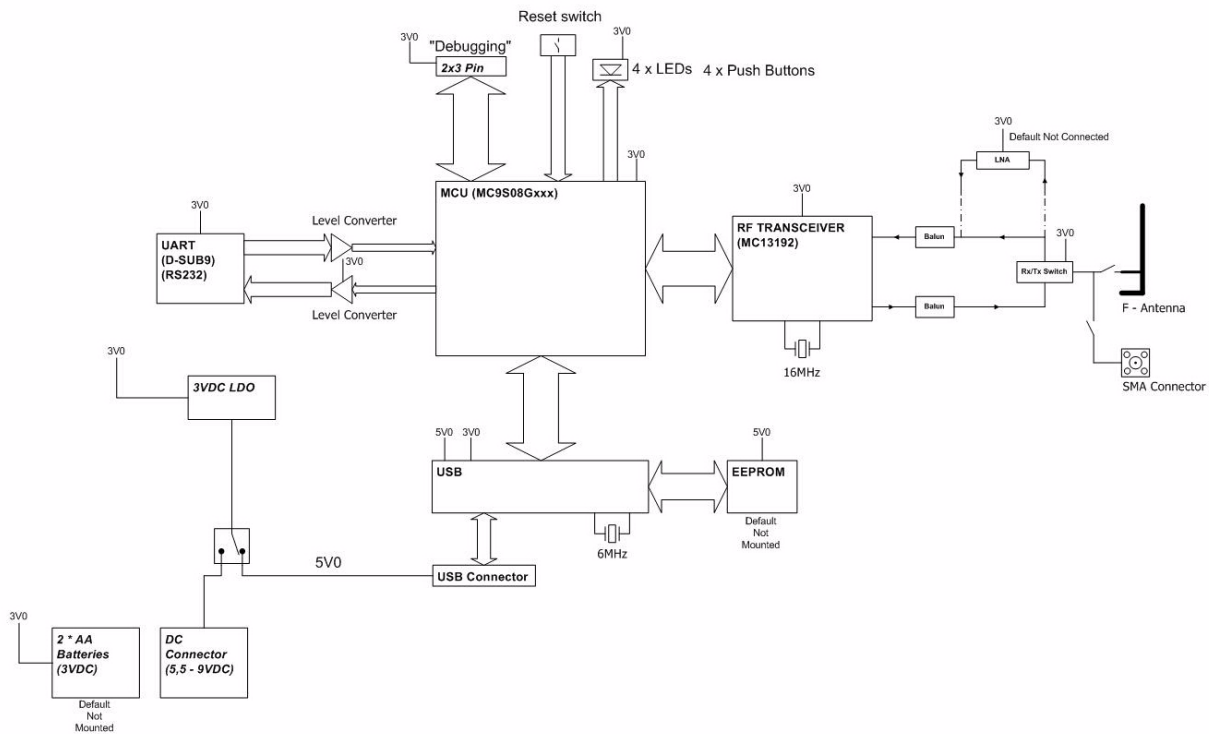 Reset switch
3V0
"Debugging"
2x3 Pin
3V0
4 x LEDs 4 x Push Buttons
3V0
Default Not Connected
LNA
3V0
MCU (MC9S08Gxxx)
3V0
RF TRANSCEIVER
(MC13192)
Balun
3V0
Rx/Tx Switch
Balun
F - Antenna
SMA Connector
16MHz
3V0
UART
(D-SUB9)
(RS232)
Level Converter
3V0
Level Converter
3V0
3VDC LDO
5V0 3V0
USB
5V0
EEPROM
Default
Not
Mounted
6MHz
5V0
USB Connector
3V0
2 * AA
Batteries
(3VDC)
Default
Not
Mounted
DC
Connector
(5,5 - 9VDC)